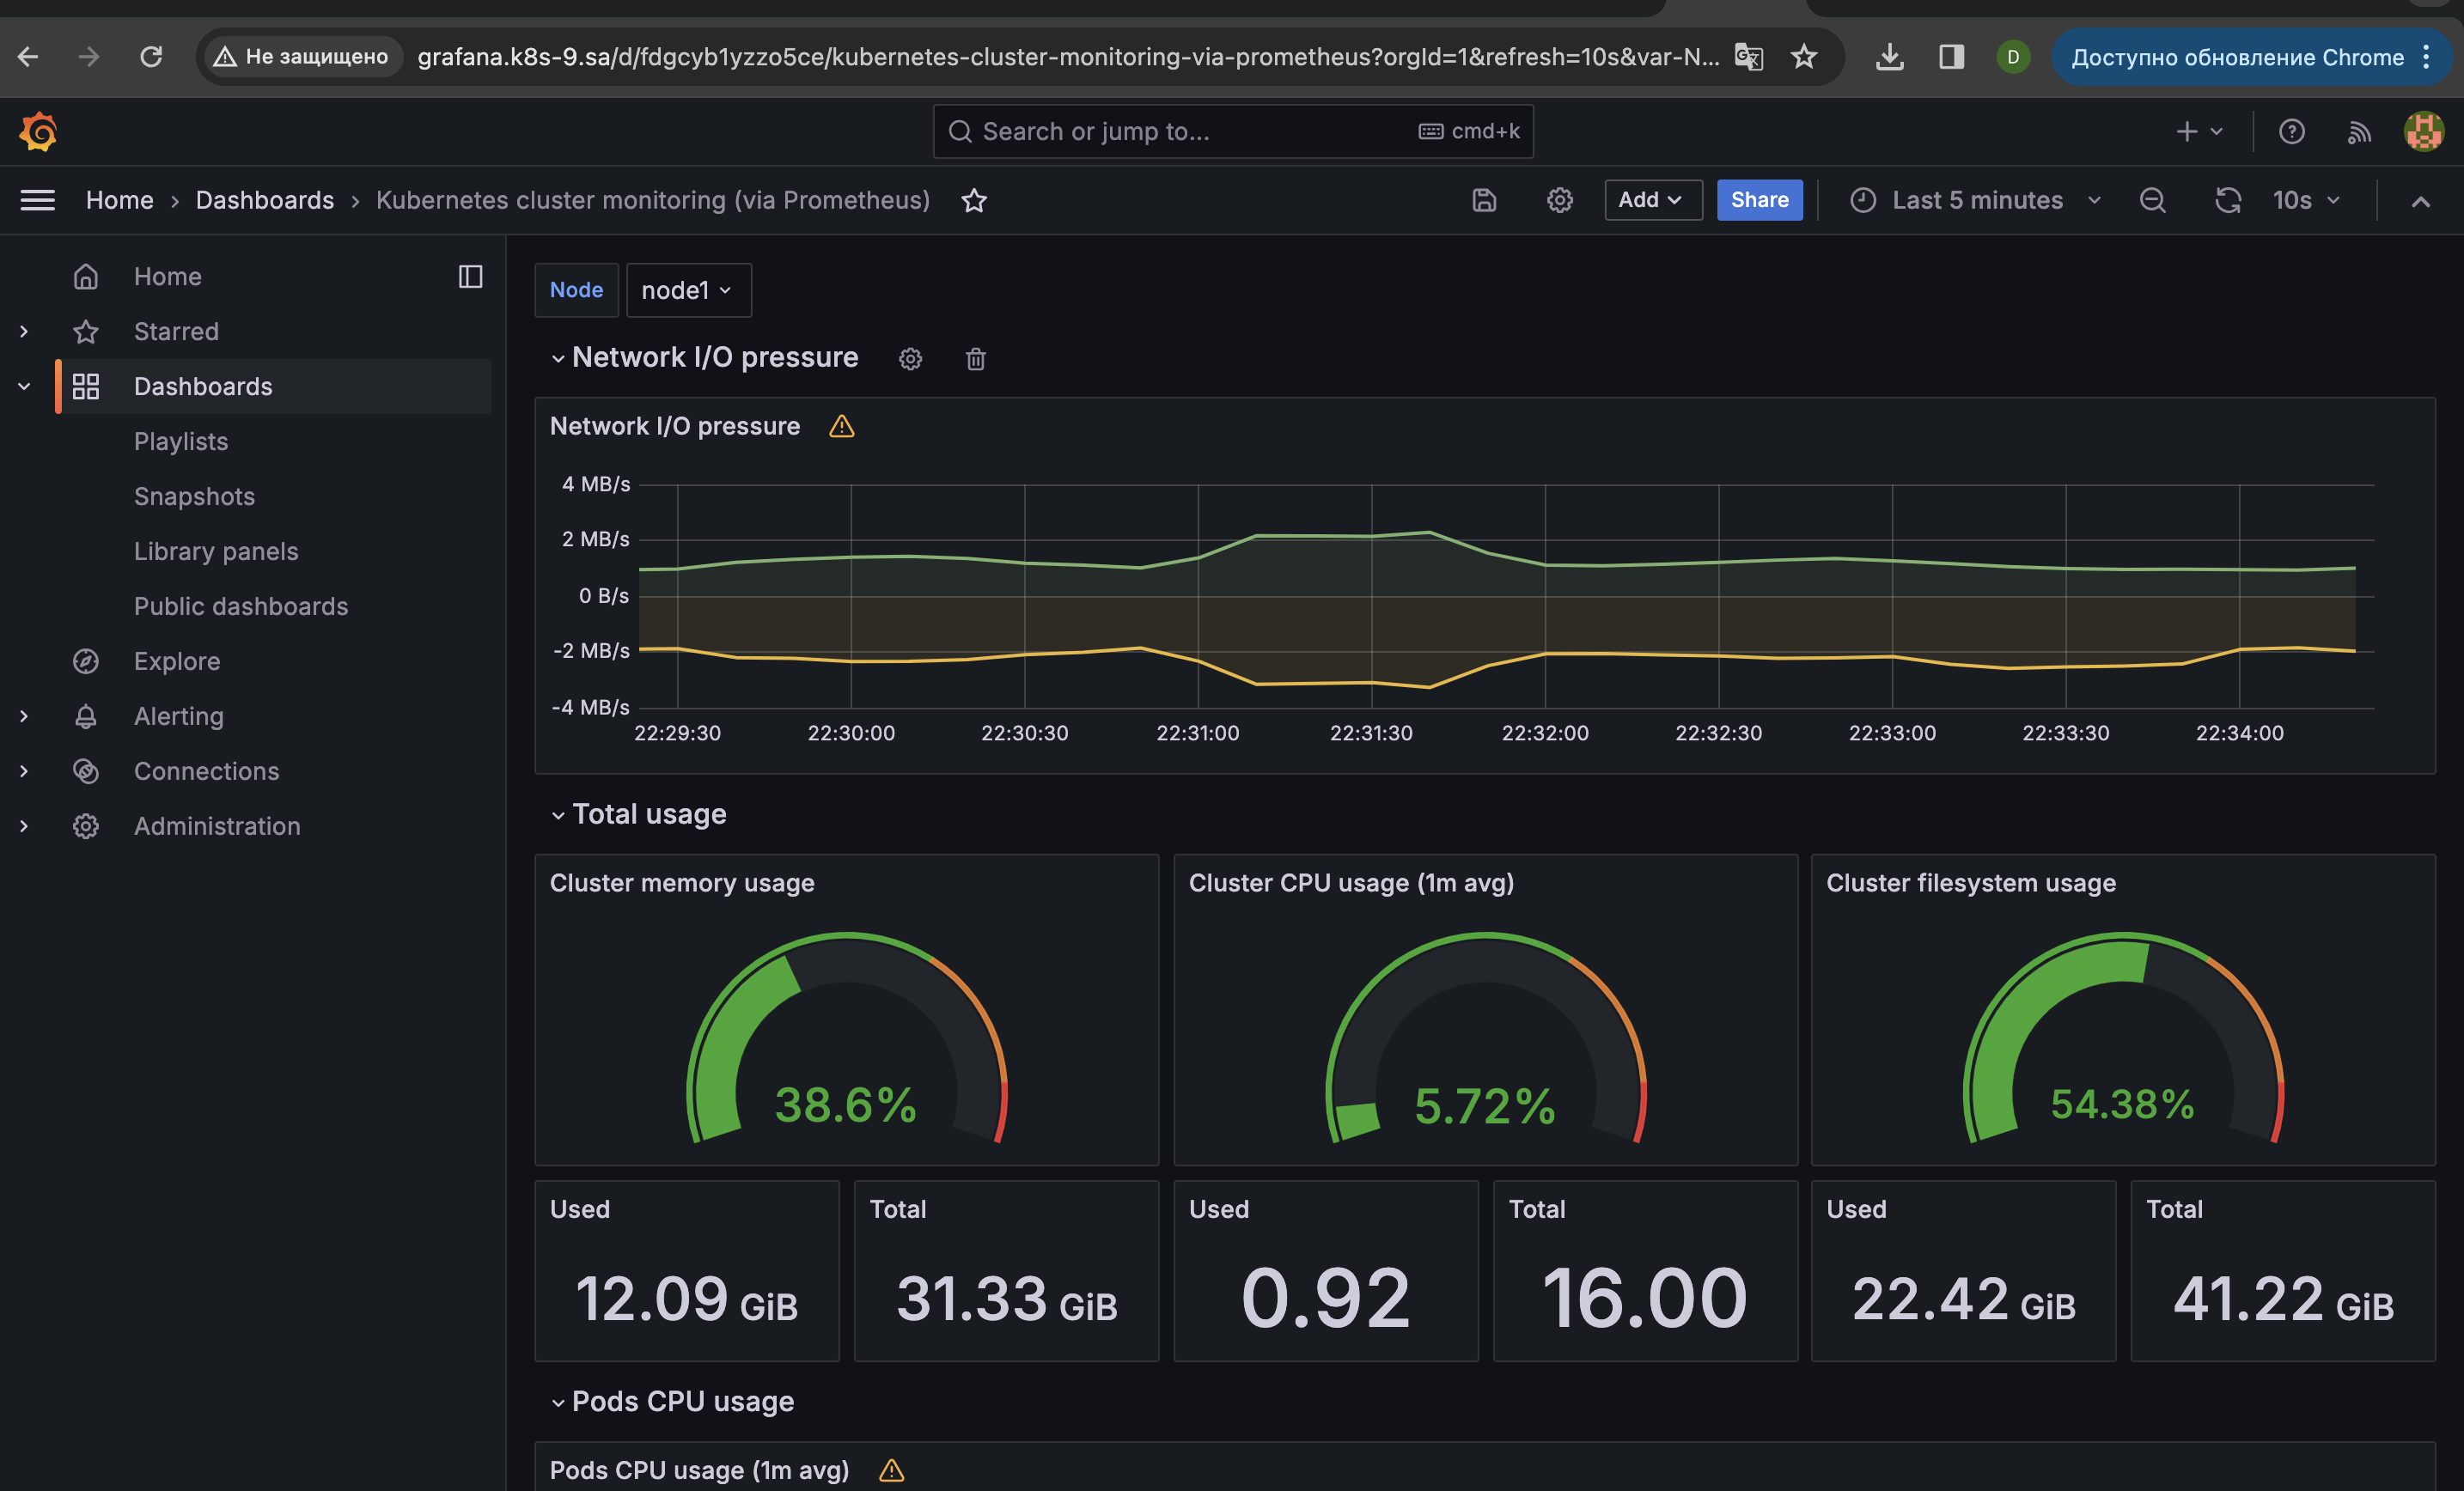 Не защищено grafana.k8s-9.sa/d/fdgcyb1yzzo5ce/kubernetes-cluster-monitoring-via-prometheus?orgId=1&refresh=10s&var-N... D Доступно обновление Chrome
Search or jump to... cmd+k
Home › Dashboards › Kubernetes cluster monitoring (via Prometheus) Add Share Last 5 minutes 10s
Home
Starred
Dashboards
Playlists
Snapshots
Library panels
Public dashboards
Explore
Alerting
Connections
Administration
Node node1
Network I/O pressure
Network I/O pressure
4 MB/s
2 MB/s
0 B/s
-2 MB/s
-4 MB/s
22:29:30 22:30:00 22:30:30 22:31:00 22:31:30 22:32:00 22:32:30 22:33:00 22:33:30 22:34:00
Total usage
Cluster memory usage Cluster CPU usage (1m avg) Cluster filesystem usage
38.6% 5.72% 54.38%
Used Total Used Total Used Total
12.09 GiB 31.33 GiB 0.92 16.00 22.42 GiB 41.22 GiB
Pods CPU usage
Pods CPU usage (1m avg)